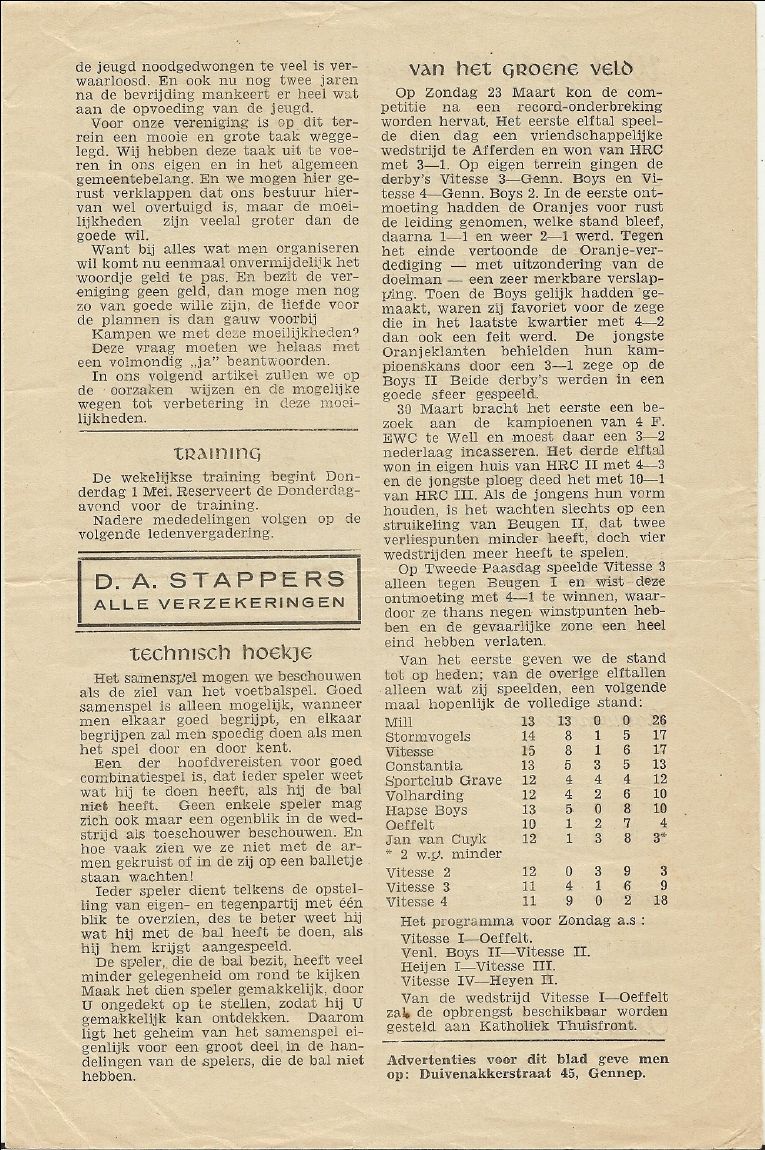 de jeugd noodgedwongen te veel is ver-
waarloosd. En ook nu nog twee jaren
na de bevrijding mankeert er heel wat
aan de opvoeding van de jeugd.
Voor onze vereniging is op dit ter-
rein een mooie en grote taak wegge-
legd. Wij hebben deze taak uit te voe-
ren in ons eigen en in het algemeen
gemeentebelang. En we mogen hier ge-
rust verklappen dat ons bestuur hier-
van wel overtuigd is, maar de moei-
lijkheden zijn veelal groter dan de
goede wil.
Want bij alles wat men organiseren
wil komt nu eenmaal onvermijdelijk het
woordje geld te pas. En bezit de ver-
eniging geen geld, dan moge men nog
zo van goede wille zijn, de liefde voor
de plannen is dan gauw voorbij
Kampen we met deze moeilijkheden?
Deze vraag moeten we helaas met
een volmondig „ja" beantwoorden.
In ons volgend artikel zullen we op
de oorzaken wijzen en de mogelijke
wegen tot verbetering in deze moei-
lijkheden.
TRAINING
De wekelijkse training begint Don-
derdag 1 Mei. Reserveert de Donderdag-
avond voor de training.
Nadere mededelingen volgen op de
volgende ledenvergadering.
D. A. STAPPERS
ALLE VERZEKERINGEN
technisch hoekje
Het samenspel mogen we beschouwen
als de ziel van het voetbalspel. Goed
samenspel is alleen mogelijk, wanneer
men elkaar goed begrijpt, en elkaar
begrijpen zal men spoedig doen als men
het spel door en door kent.
Een der hoofdvereisten voor goed
combinatiespel is, dat ieder speler weet
wat hij te doen heeft, als hij de bal
niet heeft. Geen enkele speler mag
zich ook maar een ogenblik in de wed-
strijd als toeschouwer beschouwen. En
hoe vaak zien we ze niet met de ar-
men gekruist of in de zij op een balletje
staan wachten!
Ieder speler dient telkens de opstel-
ling van eigen- en tegenpartij met één
blik te overzien, des te beter weet hij
wat hij met de bal heeft te doen, als
hij hem krijgt aangespeeld.
De speler, die de bal bezit, heeft veel
minder gelegenheid om rond te kijken
Maak het dien speler gemakkelijk, door
U ongedekt op te stellen, zodat hij U
gemakkelijk kan ontdekken. Daarom
ligt het geheim van het samenspel ei-
genlijk voor een groot deel in de han-
delingen van de spelers, die de bal niet
hebben.
van het groene veld
Op Zondag 23 Maart kon de com-
petitie na een record-onderbreking
worden hervat. Het eerste elftal speel-
de dien dag een vriendschappelijke
wedstrijd te Afferden en won van HRC
met 3—1. Op eigen terrein gingen de
derby's Vitesse 3—Genn. Boys en Vi-
tesse 4—Genn. Boys 2. In de eerste ont-
moeting hadden de Oranjes voor rust
de leiding genomen, welke stand bleef,
daarna 1—1 en weer 2—1 werd. Tegen
het einde vertoonde de Oranje-ver-
dediging — met uitzondering van de
doelman — een zeer merkbare verslap-
ping. Toen de Boys gelijk hadden ge-
maakt, waren zij favoriet voor de zege
die in het laatste kwartier met 4—2
dan ook een feit werd. De jongste
Oranjeklanten behielden hun kam-
pioenskans door een 3—1 zege op de
Boys II Beide derby's werden in een
goede sfeer gespeeld.
30 Maart bracht het eerste een be-
zoek aan de kampioenen van 4 F.
EWC te Well en moest daar een 3—2
nederlaag incasseren. Het derde elftal
won in eigen huis van HRC II met 4—3
en de jongste ploeg deed het met 10—1
van HRC III. Als de jongens hun vorm
houden, is het wachten slechts op een
struikeling van Beugen II, dat twee
verliespunten minder heeft, doch vier
wedstrijden meer heeft te spelen.
Op Tweede Paasdag speelde Vitesse 3
alleen tegen Beugen I en wist deze
ontmoeting met 4—1 te winnen, waar-
door ze thans negen winstpunten heb-
ben en de gevaarlijke zone een heel
eind hebben verlaten.
Van het eerste geven we de stand
tot op heden; van de overige elftallen
alleen wat zij speelden, een volgende
maal hopenlijk de volledige stand:
Mill 13 13 0 0 26
Stormvogels 14 8 1 5 17
Vitesse 15 8 1 6 17
Constantia 13 5 3 5 13
Sportclub Grave 12 4 4 4 12
Volharding 12 4 2 6 10
Hapse Boys 13 5 0 8 10
Oeffelt 10 1 2 7 4
Jan van Cuyk 12 1 3 8 3*
* 2 w.p. minder
Vitesse 2 12 0 3 9 3
Vitesse 3 11 4 1 6 9
Vitesse 4 11 9 0 2 18
Het programma voor Zondag a.s :
Vitesse I—Oeffelt.
Venl. Boys II—Vitesse II.
Heijen I—Vitesse III.
Vitesse IV—Heyen II.
Van de wedstrijd Vitesse I—Oeffelt
zal de opbrengst beschikbaar worden
gesteld aan Katholiek Thuisfront.
Advertenties voor dit blad geve men
op: Duivenakkerstraat 45, Gennep.